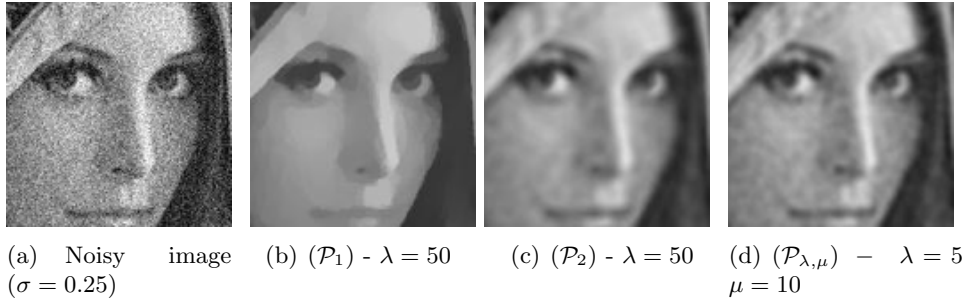 (a) Noisy image
(σ = 0.25)
(b) (𝒫₁) - λ = 50
(c) (𝒫₂) - λ = 50
(d) (𝒫λ,μ) − λ = 5
μ = 10